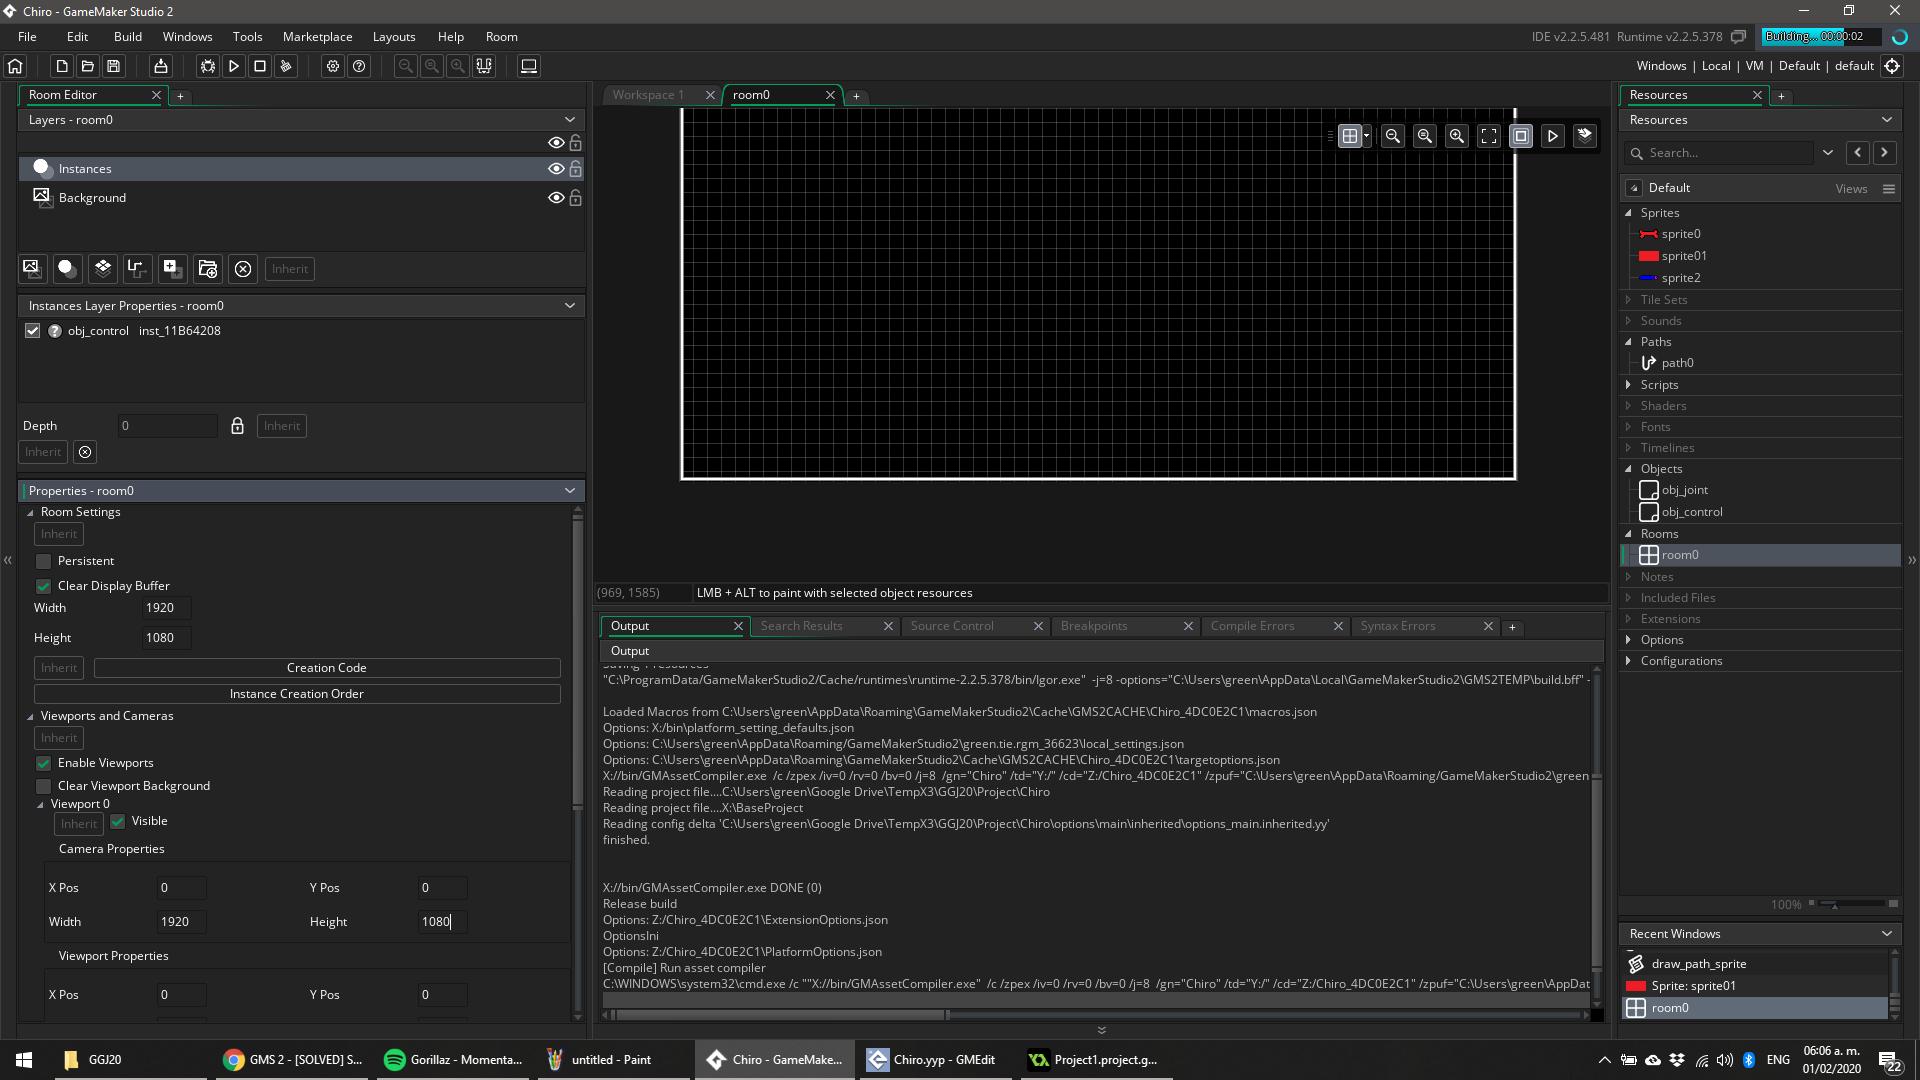 Chiro - GameMaker Studio 2
File Edit Build Windows Tools Marketplace Layouts Help Room
IDE v2.2.5.481 Runtime v2.2.5.378
Building... 00:00:02
Windows | Local | VM | Default | default
Room Editor
Layers - room0
Instances
Background
Inherit
Instances Layer Properties - room0
obj_control inst_11B64208
Depth 0 Inherit
Inherit
Properties - room0
Room Settings
Inherit
Persistent
Clear Display Buffer
Width 1920
Height 1080
Inherit Creation Code
Instance Creation Order
Viewports and Cameras
Inherit
Enable Viewports
Clear Viewport Background
Viewport 0
Inherit Visible
Camera Properties
X Pos 0 Y Pos 0
Width 1920 Height 1080
Viewport Properties
X Pos 0 Y Pos 0
Workspace 1 room0
(969, 1585) LMB + ALT to paint with selected object resources
Output Search Results Source Control Breakpoints Compile Errors Syntax Errors
Output
Saving 1 resources
"C:\ProgramData/GameMakerStudio2/Cache/runtimes\runtime-2.2.5.378/bin/Igor.exe" -j=8 -options="C:\Users\green\AppData\Local\GameMakerStudio2\GMS2TEMP\build.bff" -
Loaded Macros from C:\Users\green\AppData\Roaming\GameMakerStudio2\Cache\GMS2CACHE\Chiro_4DC0E2C1\macros.json
Options: X:/bin\platform_setting_defaults.json
Options: C:\Users\green\AppData\Roaming/GameMakerStudio2\green.tie.rgm_36623\local_settings.json
Options: C:\Users\green\AppData\Roaming\GameMakerStudio2\Cache\GMS2CACHE\Chiro_4DC0E2C1\targetoptions.json
X://bin/GMAssetCompiler.exe /c /zpex /iv=0 /rv=0 /bv=0 /j=8 /gn="Chiro" /td="Y:/" /cd="Z:/Chiro_4DC0E2C1" /zpuf="C:\Users\green\AppData\Roaming/GameMakerStudio2\green
Reading project file....C:\Users\green\Google Drive\TempX3\GGJ20\Project\Chiro
Reading project file....X:\BaseProject
Reading config delta 'C:\Users\green\Google Drive\TempX3\GGJ20\Project\Chiro\options\main\inherited\options_main.inherited.yy'
finished.
X://bin/GMAssetCompiler.exe DONE (0)
Release build
Options: Z:/Chiro_4DC0E2C1\ExtensionOptions.json
OptionsIni
Options: Z:/Chiro_4DC0E2C1\PlatformOptions.json
[Compile] Run asset compiler
C:\WINDOWS\system32\cmd.exe /c ""X://bin/GMAssetCompiler.exe" /c /zpex /iv=0 /rv=0 /bv=0 /j=8 /gn="Chiro" /td="Y:/" /cd="Z:/Chiro_4DC0E2C1" /zpuf="C:\Users\green\AppDat
Resources
Resources
Search...
Default Views
Sprites
sprite0
sprite01
sprite2
Tile Sets
Sounds
Paths
path0
Scripts
Shaders
Fonts
Timelines
Objects
obj_joint
obj_control
Rooms
room0
Notes
Included Files
Extensions
Options
Configurations
100%
Recent Windows
draw_path_sprite
Sprite: sprite01
room0
GGJ20
GMS 2 - [SOLVED] S...
Gorillaz - Momenta...
untitled - Paint
Chiro - GameMake...
Chiro.yyp - GMEdit
Project1.project.g...
ENG
06:06 a. m.
01/02/2020
22